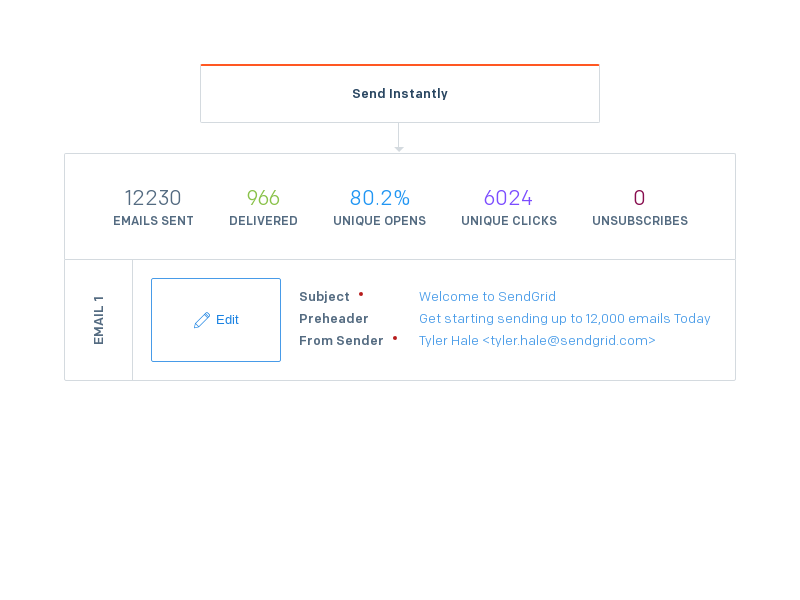 Send Instantly
12230 966 80.2% 6024 0
EMAILS SENT DELIVERED UNIQUE OPENS UNIQUE CLICKS UNSUBSCRIBES
EMAIL 1
Edit
Subject • Welcome to SendGrid
Preheader Get starting sending up to 12,000 emails Today
From Sender • Tyler Hale <tyler.hale@sendgrid.com>